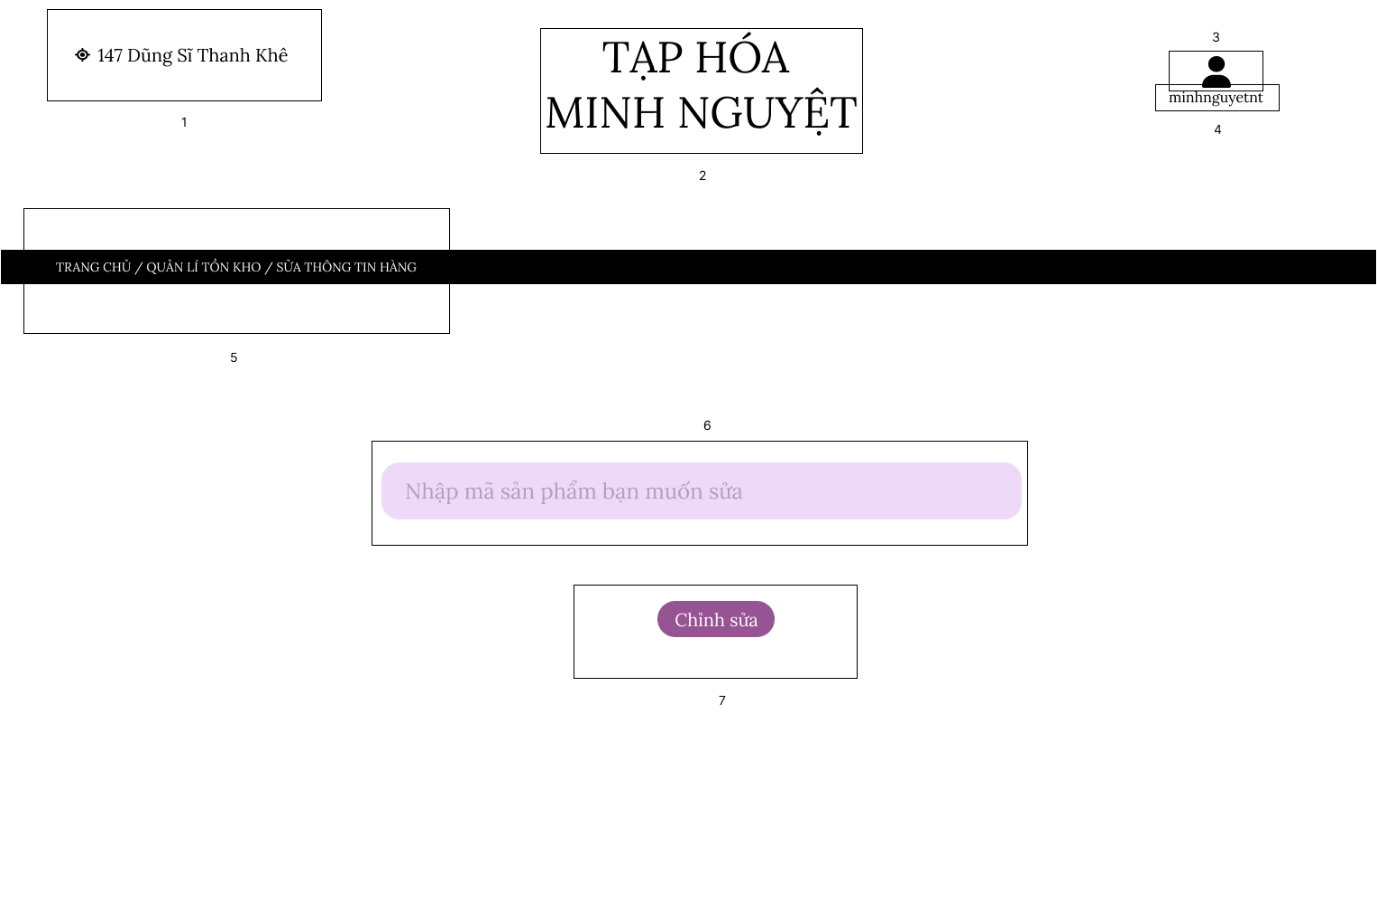 147 Dũng Sĩ Thanh Khê
1
TẠP HÓA
MINH NGUYỆT
2
3
minhnguyetnt
4
TRANG CHỦ / QUẢN LÍ TỒN KHO / SỬA THÔNG TIN HÀNG
5
6
Nhập mã sản phẩm bạn muốn sửa
Chỉnh sửa
7